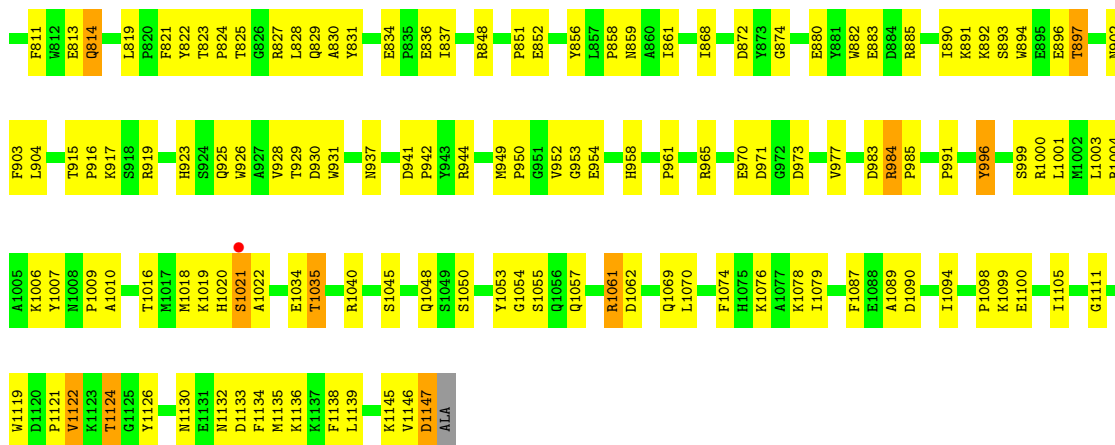 F811 W812 E813 Q814 L819 P820 F821 Y822 T823 P824 T825 G826 R827 L828 Q829 A830 Y831 E834 P835 E836 I837 R848 P851 E852 Y856 L857 P858 N859 A860 I861 I868 D872 Y873 G874 E880 Y881 W882 E883 D884 R885 I890 K891 K892 S893 W894 E895 E896 T897
F903 L904 T915 P916 K917 S918 R919 H923 S924 Q925 W926 A927 V928 T929 D930 W931 N937 D941 P942 Y943 R944 M949 P950 G951 V952 G953 E954 H958 P961 R965 E970 D971 G972 D973 V977 D983 R984 P985 P991 Y996 S999 R1000 L1001 M1002 L1003
A1005 K1006 Y1007 N1008 P1009 A1010 T1016 M1017 M1018 K1019 H1020 S1021 A1022 E1034 T1035 R1040 S1045 Q1048 S1049 S1050 Y1053 G1054 S1055 Q1056 Q1057 R1061 D1062 Q1069 L1070 F1074 H1075 K1076 A1077 K1078 I1079 F1087 E1088 A1089 D1090 I1094 P1098 K1099 E1100 I1105 G1111
W1119 D1120 P1121 V1122 K1123 T1124 G1125 Y1126 N1130 E1131 N1132 D1133 F1134 M1135 K1136 K1137 F1138 L1139 K1145 V1146 D1147 ALA